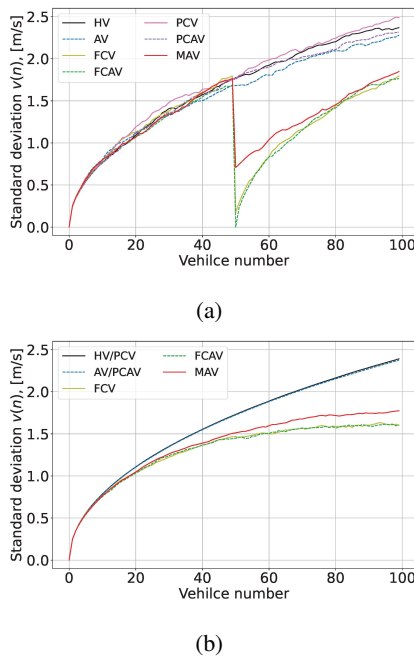 2.5
2.0
1.5
1.0
0.5
0.0
Standard deviation v(n), [m/s]
HV
AV
FCV
FCAV
PCV
PCAV
MAV
0 20 40 60 80 100
Vehilce number
(a)
2.5
2.0
1.5
1.0
0.5
0.0
Standard deviation v(n), [m/s]
HV/PCV
AV/PCAV
FCV
FCAV
MAV
0 20 40 60 80 100
Vehilce number
(b)